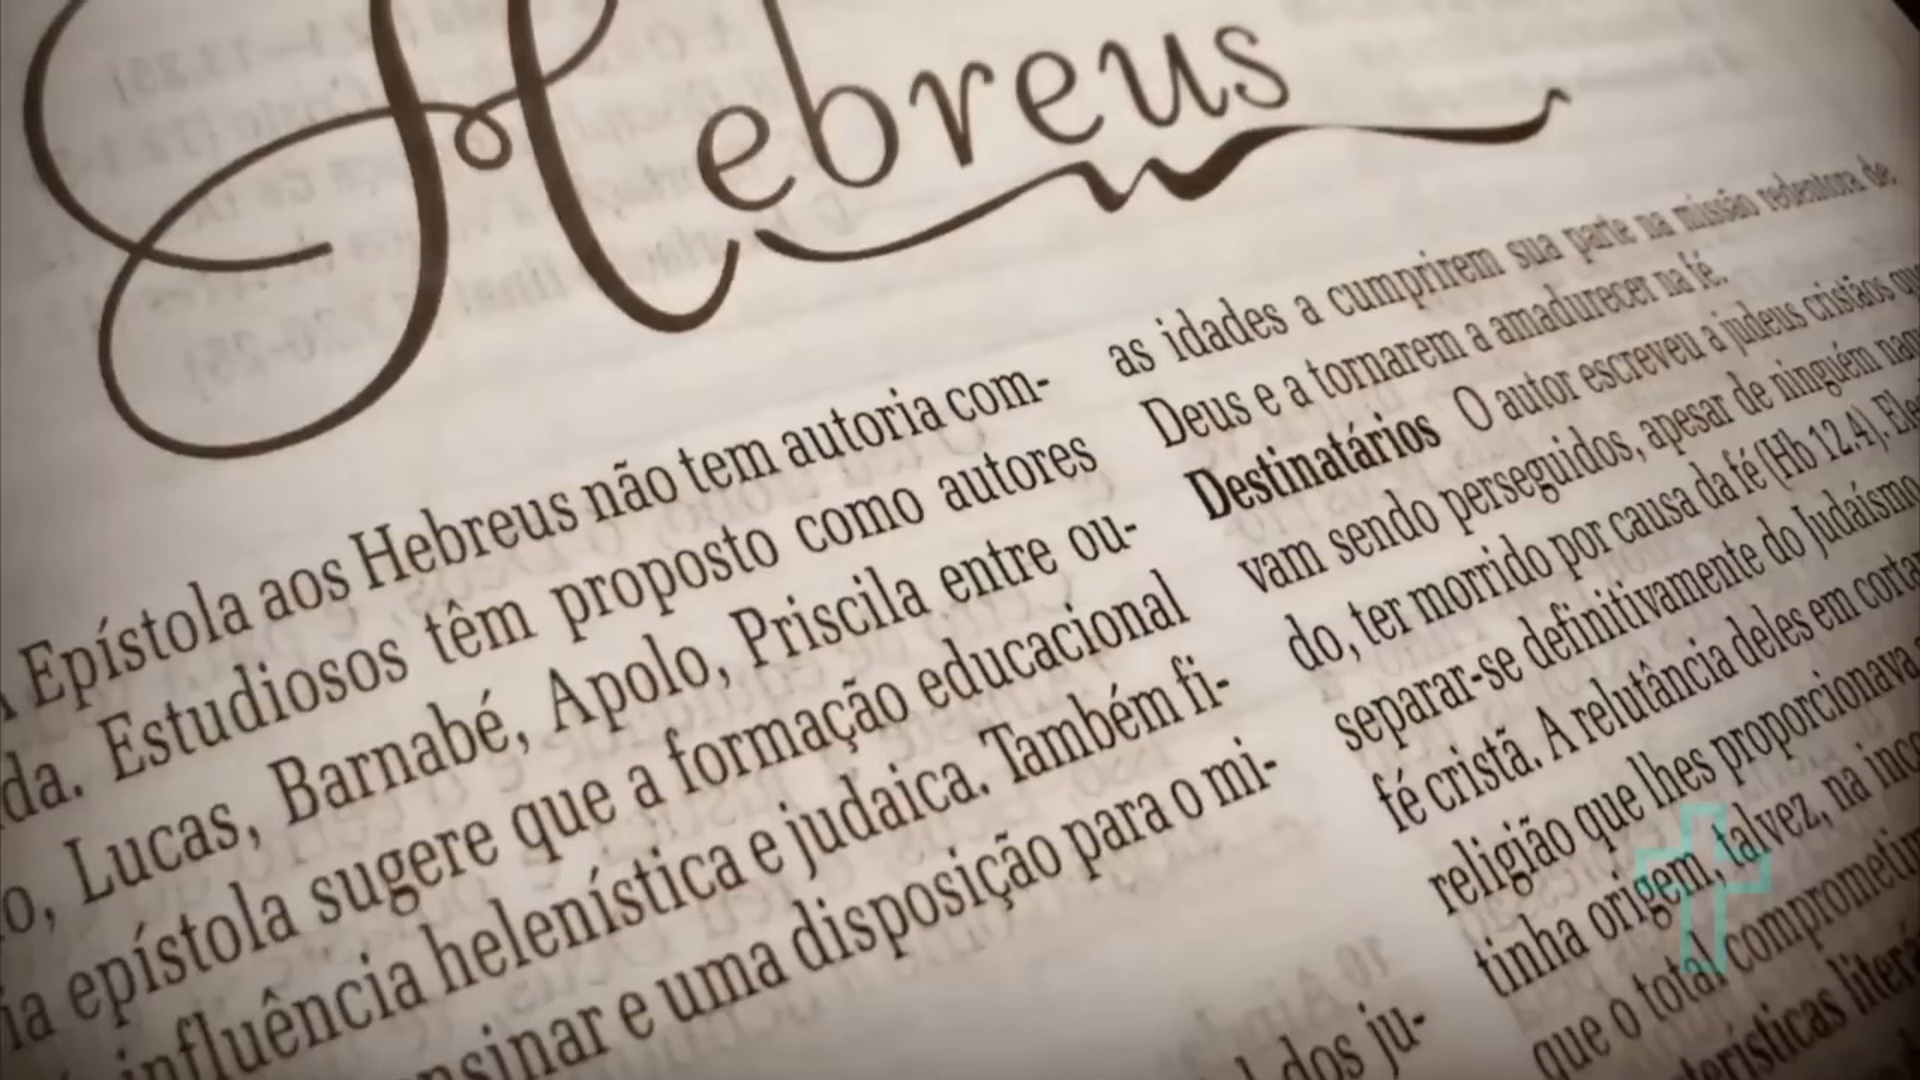 Hebreus
Epístola aos Hebreus não tem autoria com-
da. Estudiosos têm proposto como autores
o, Lucas, Barnabé, Apolo, Priscila entre ou-
epístola sugere que a formação educacional
influência helenística e judaica. Também fi-
e uma disposição para o mi-
dos ju-
as idades a cumprirem sua parte na missão redentora de
Deus e a tornarem a amadurecer na fé.
Destinatários O autor escreveu a judeus cristãos
vam sendo perseguidos, apesar de ninguém
do, ter morrido por causa da fé (Hb 12.4).
separar-se definitivamente do Judaísmo
fé cristã. A relutância deles em
religião que lhes proporcionava
tinha origem, talvez, na
que o total